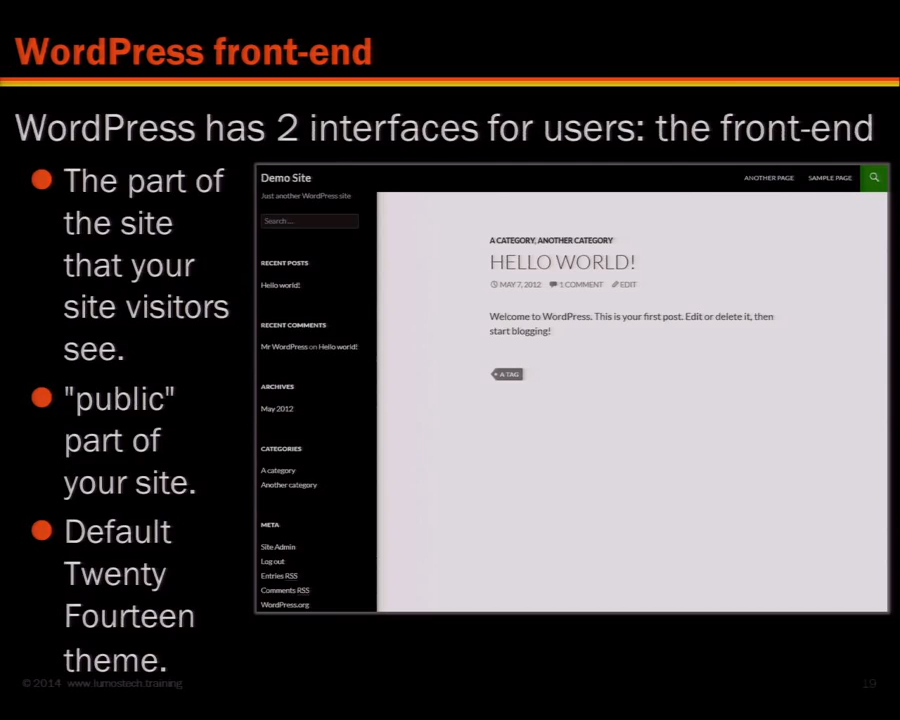 WordPress front-end
WordPress has 2 interfaces for users: the front-end
The part of
the site
that your
site visitors
see.
"public"
part of
your site.
Default
Twenty
Fourteen
theme.
Demo Site
Just another WordPress site
Search …
RECENT POSTS
Hello world!
RECENT COMMENTS
Mr WordPress on Hello world!
ARCHIVES
May 2012
CATEGORIES
A category
Another category
META
Site Admin
Log out
Entries RSS
Comments RSS
WordPress.org
ANOTHER PAGE
SAMPLE PAGE
A CATEGORY, ANOTHER CATEGORY
HELLO WORLD!
MAY 7, 2012 1 COMMENT EDIT
Welcome to WordPress. This is your first post. Edit or delete it, then
start blogging!
A TAG
© 2014 www.lumostech.training
19